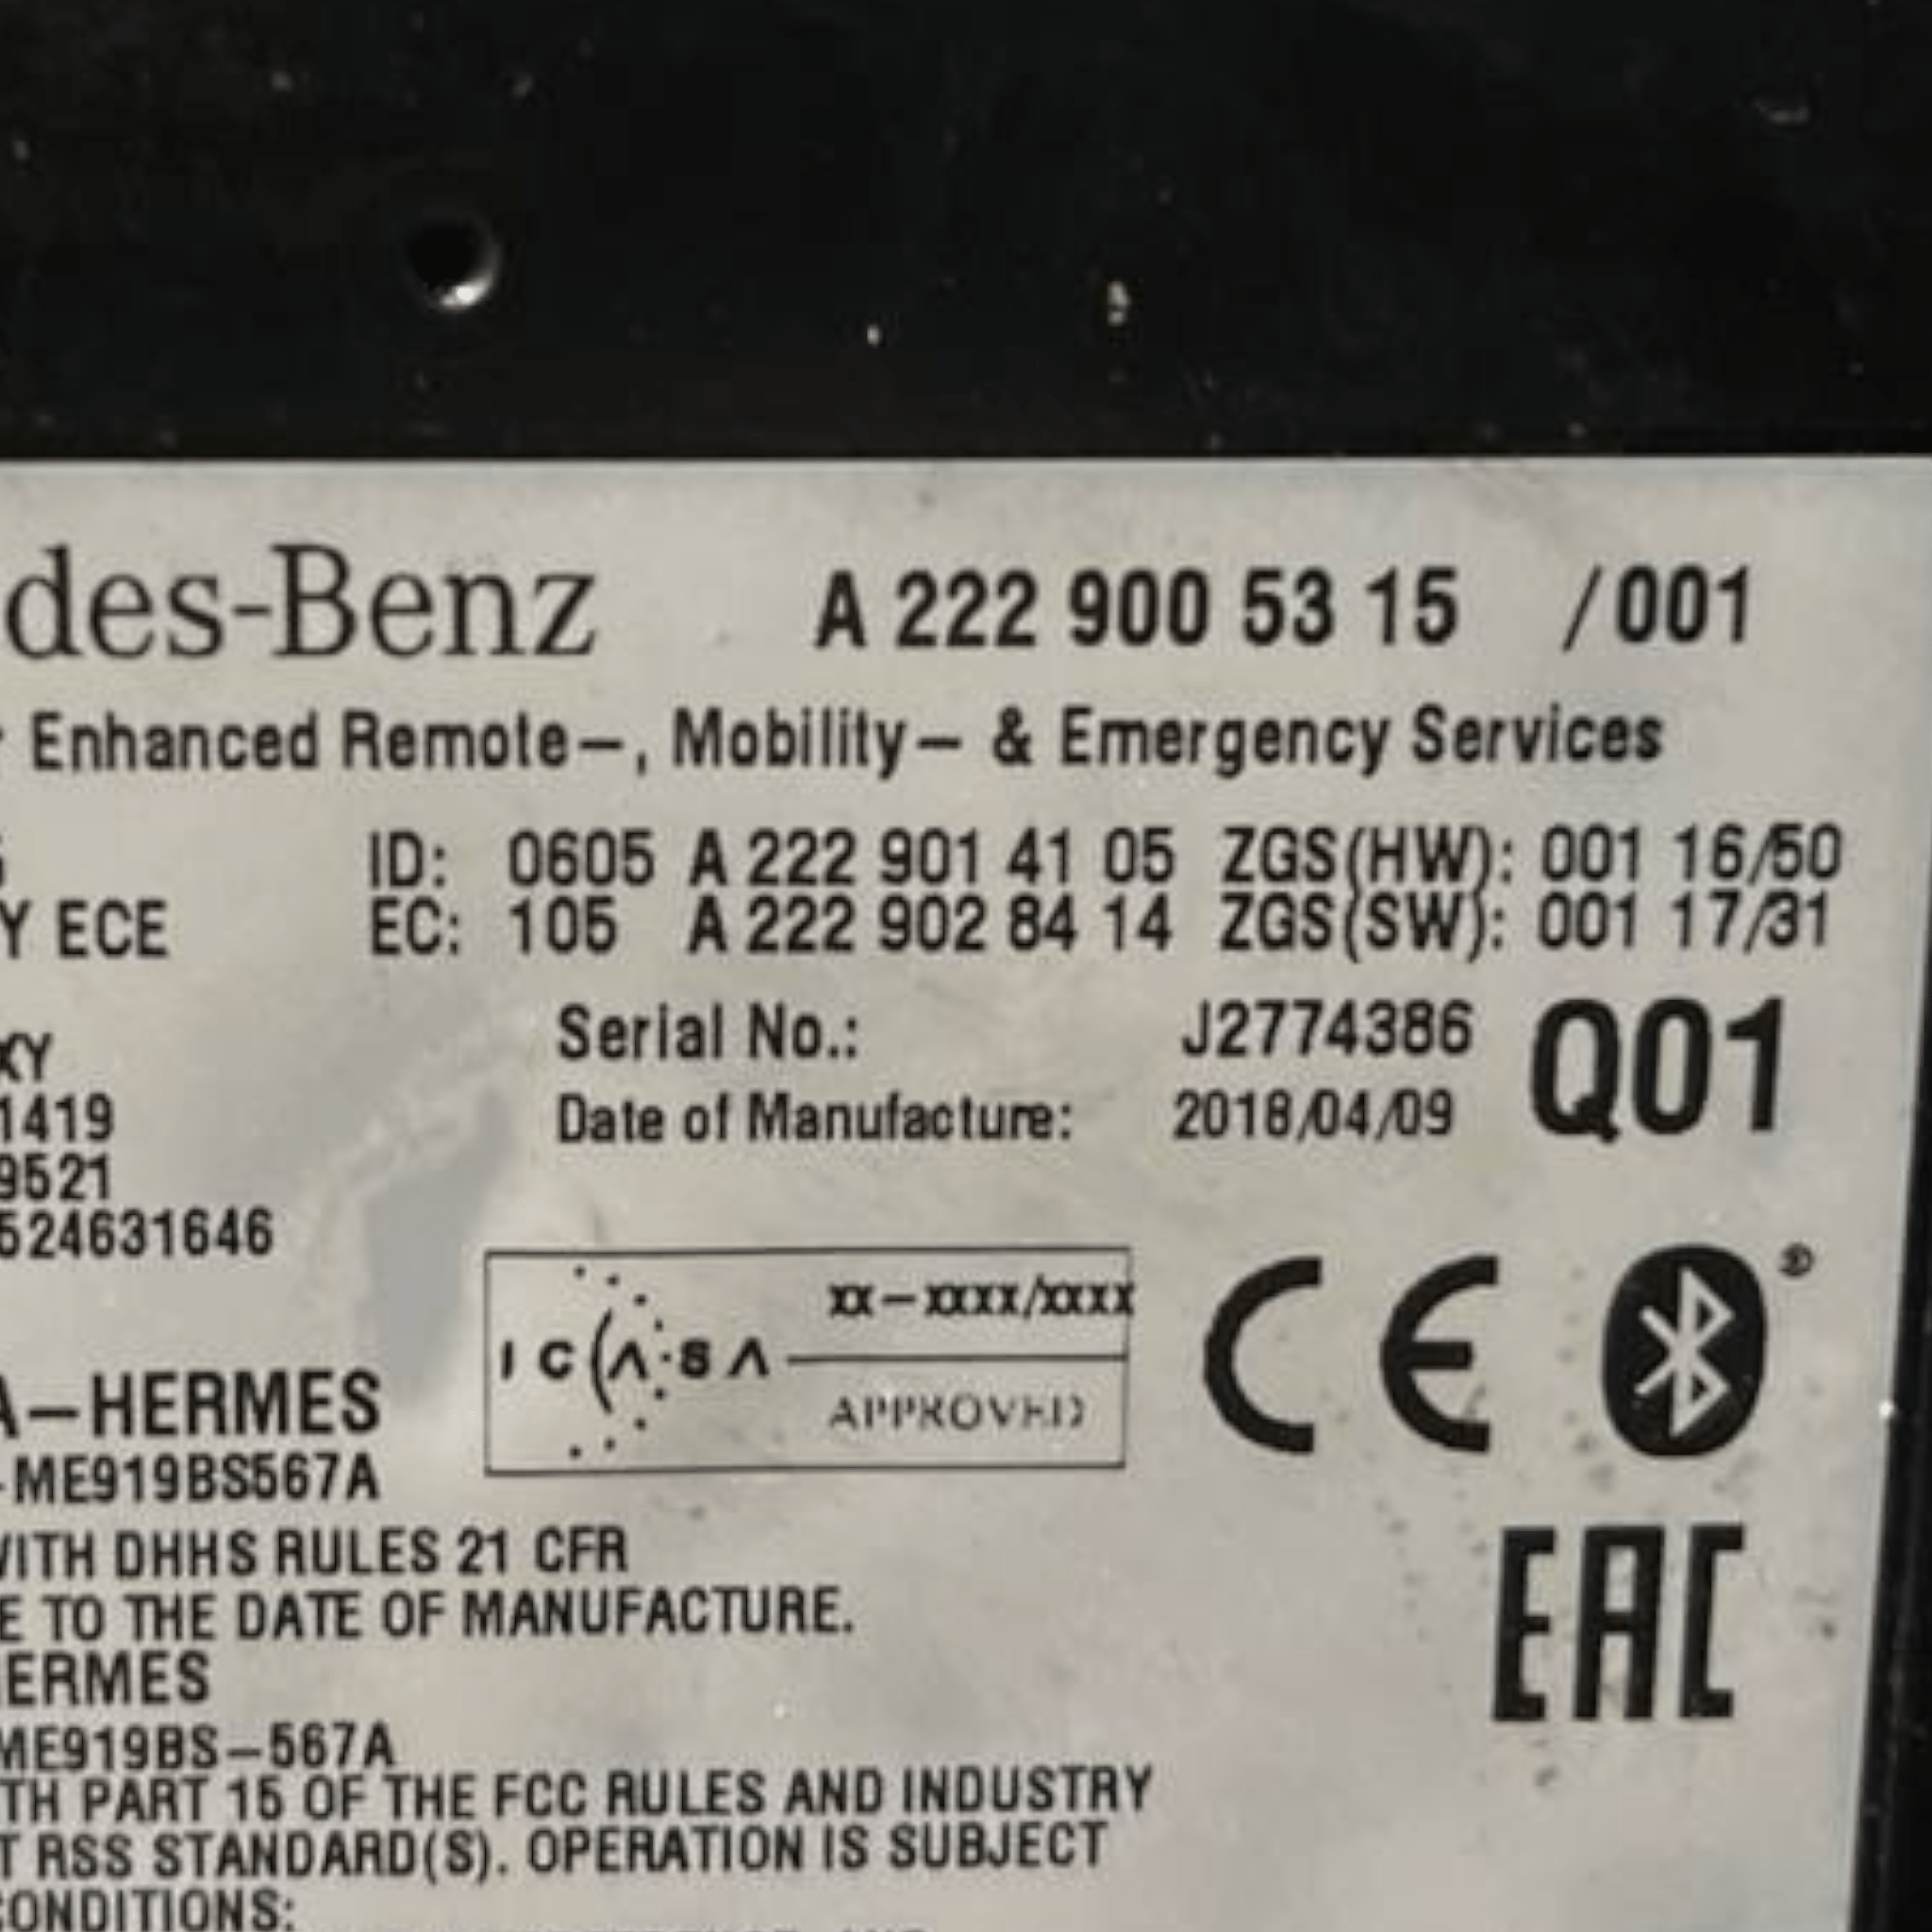 des-Benz A 222 900 53 15 /001
Enhanced Remote-, Mobility- & Emergency Services
ID: 0605 A 222 901 41 05 ZGS(HW): 001 16/50
Y ECE EC: 105 A 222 902 84 14 ZGS(SW): 001 17/31
XY Serial No.: J2774386 Q01
1419 Date of Manufacture: 2018/04/09
9521
524631646
xx-xxxx/xxxx
ICASA
APPROVED
CE
A-HERMES
-ME919BS567A
WITH DHHS RULES 21 CFR
E TO THE DATE OF MANUFACTURE.
EAC
ERMES
ME919BS-567A
TH PART 15 OF THE FCC RULES AND INDUSTRY
T RSS STANDARD(S). OPERATION IS SUBJECT
CONDITIONS: